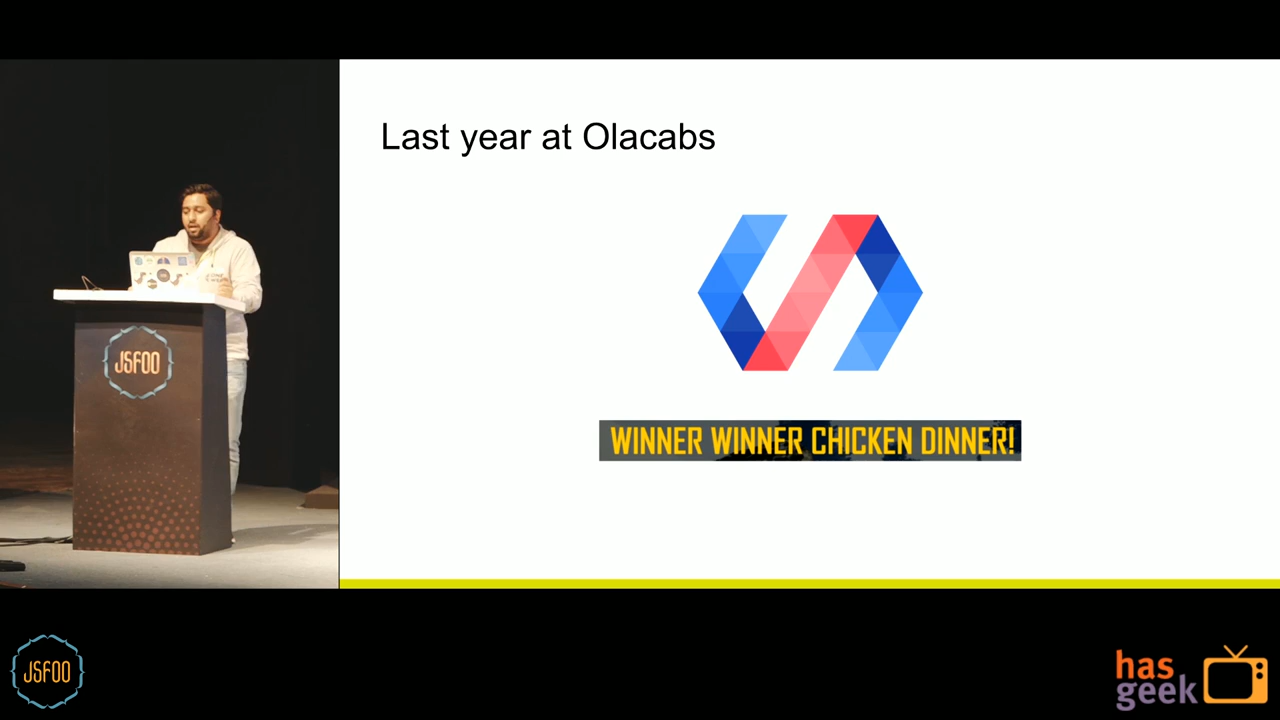 Last year at Olacabs
WINNER WINNER CHICKEN DINNER!
JSFOO
JSFOO
has
geek